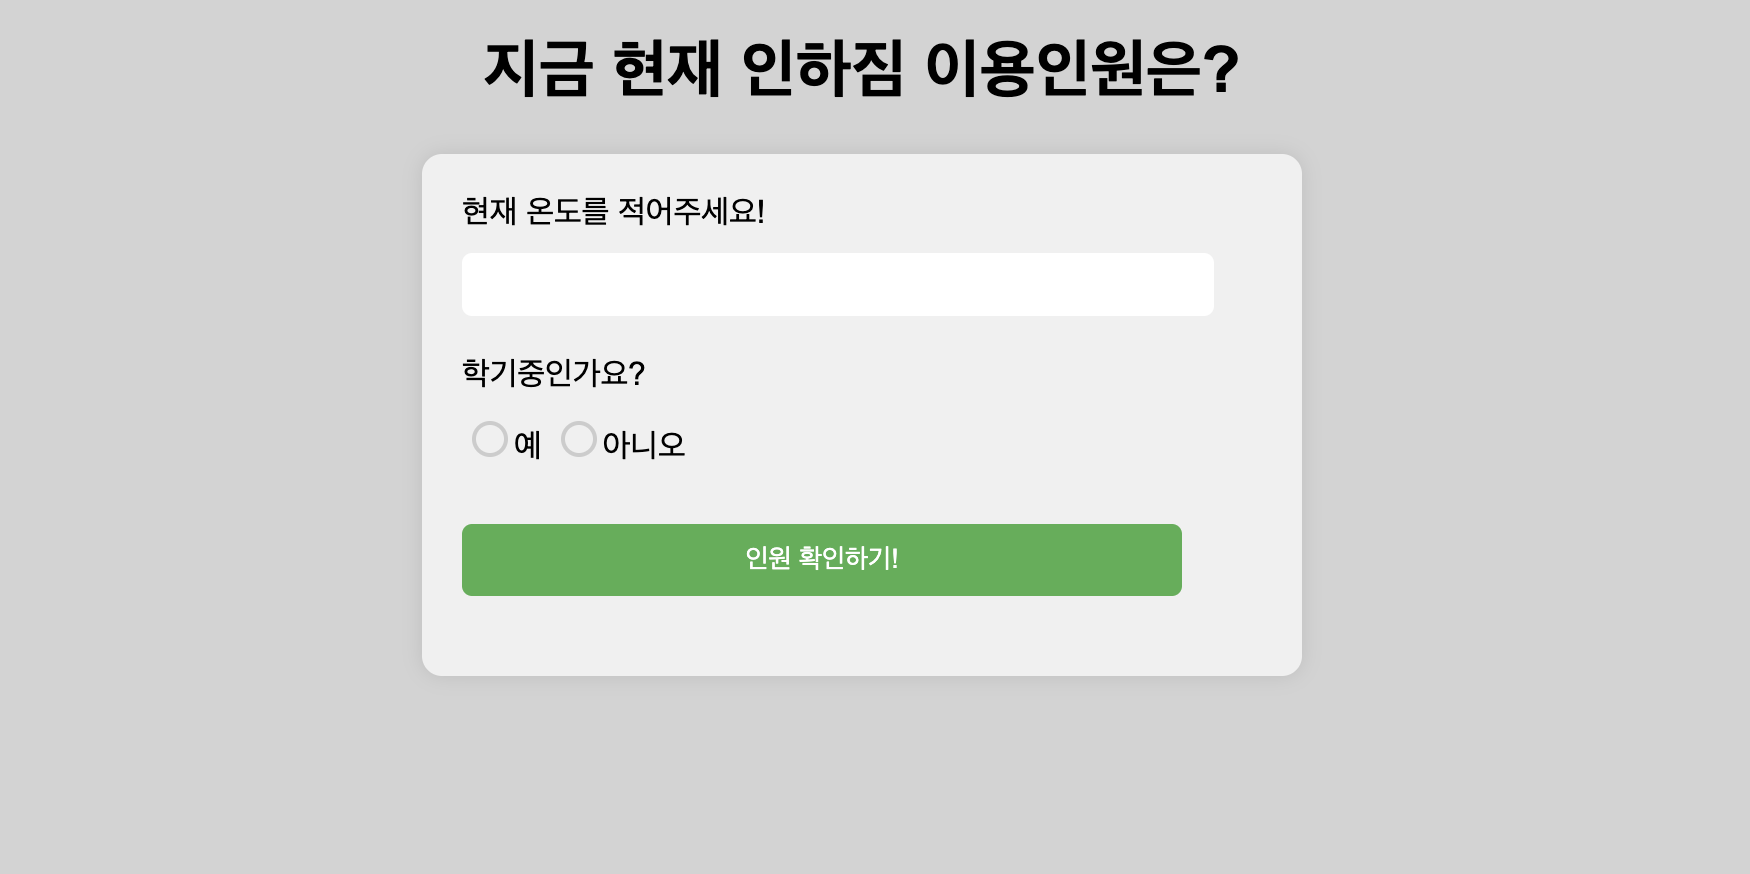 지금 현재 인하짐 이용인원은?
현재 온도를 적어주세요!
학기중인가요?
예 아니오
인원 확인하기!